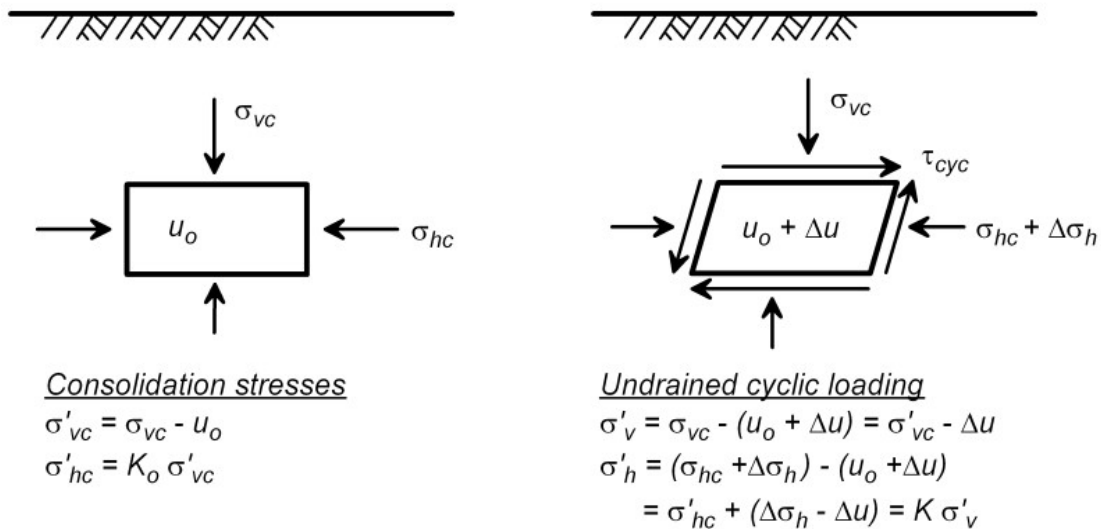 σvc
uo
σhc
Consolidation stresses
σ'vc = σvc - uo
σ'hc = Ko σ'vc
σvc
τcyc
uo + Δu
σhc + Δσh
Undrained cyclic loading
σ'v = σvc - (uo + Δu) = σ'vc - Δu
σ'h = (σhc +Δσh) - (uo +Δu)
= σ'hc + (Δσh - Δu) = K σ'v